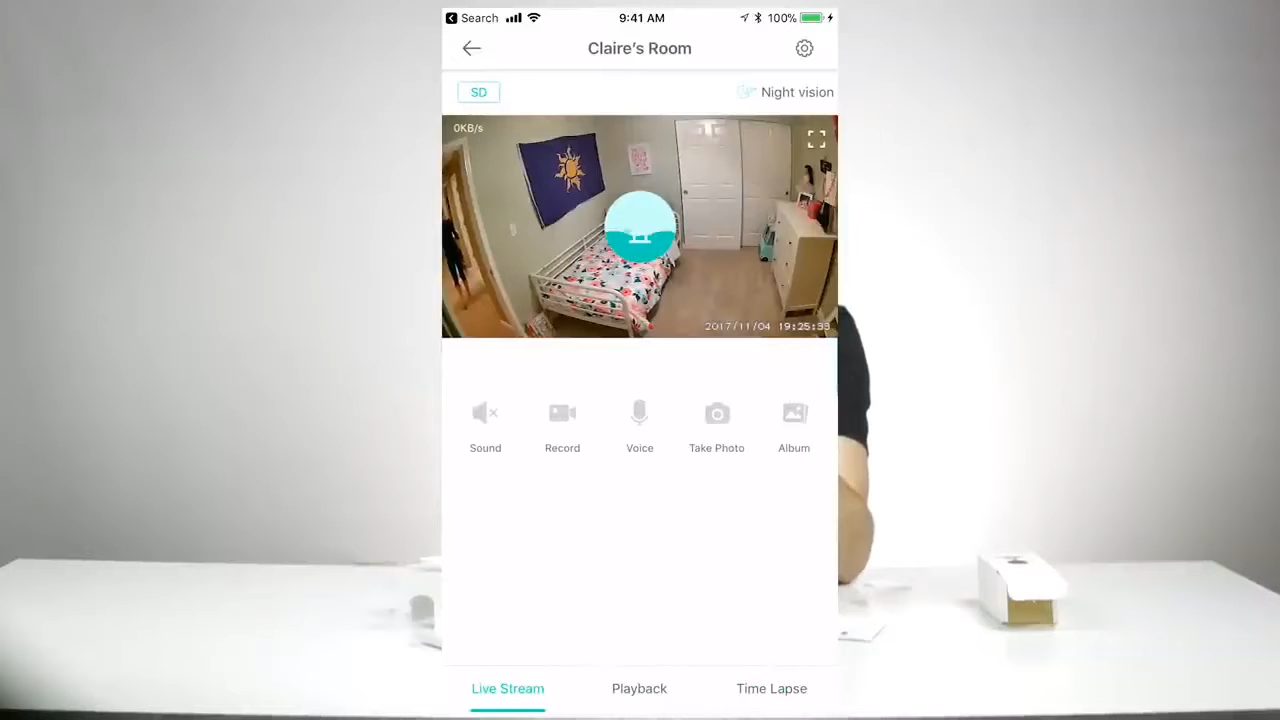 Search
9:41 AM
100%
Claire's Room
SD
Night vision
0KB/s
2017/11/04 19:25:33
Sound
Record
Voice
Take Photo
Album
Live Stream
Playback
Time Lapse